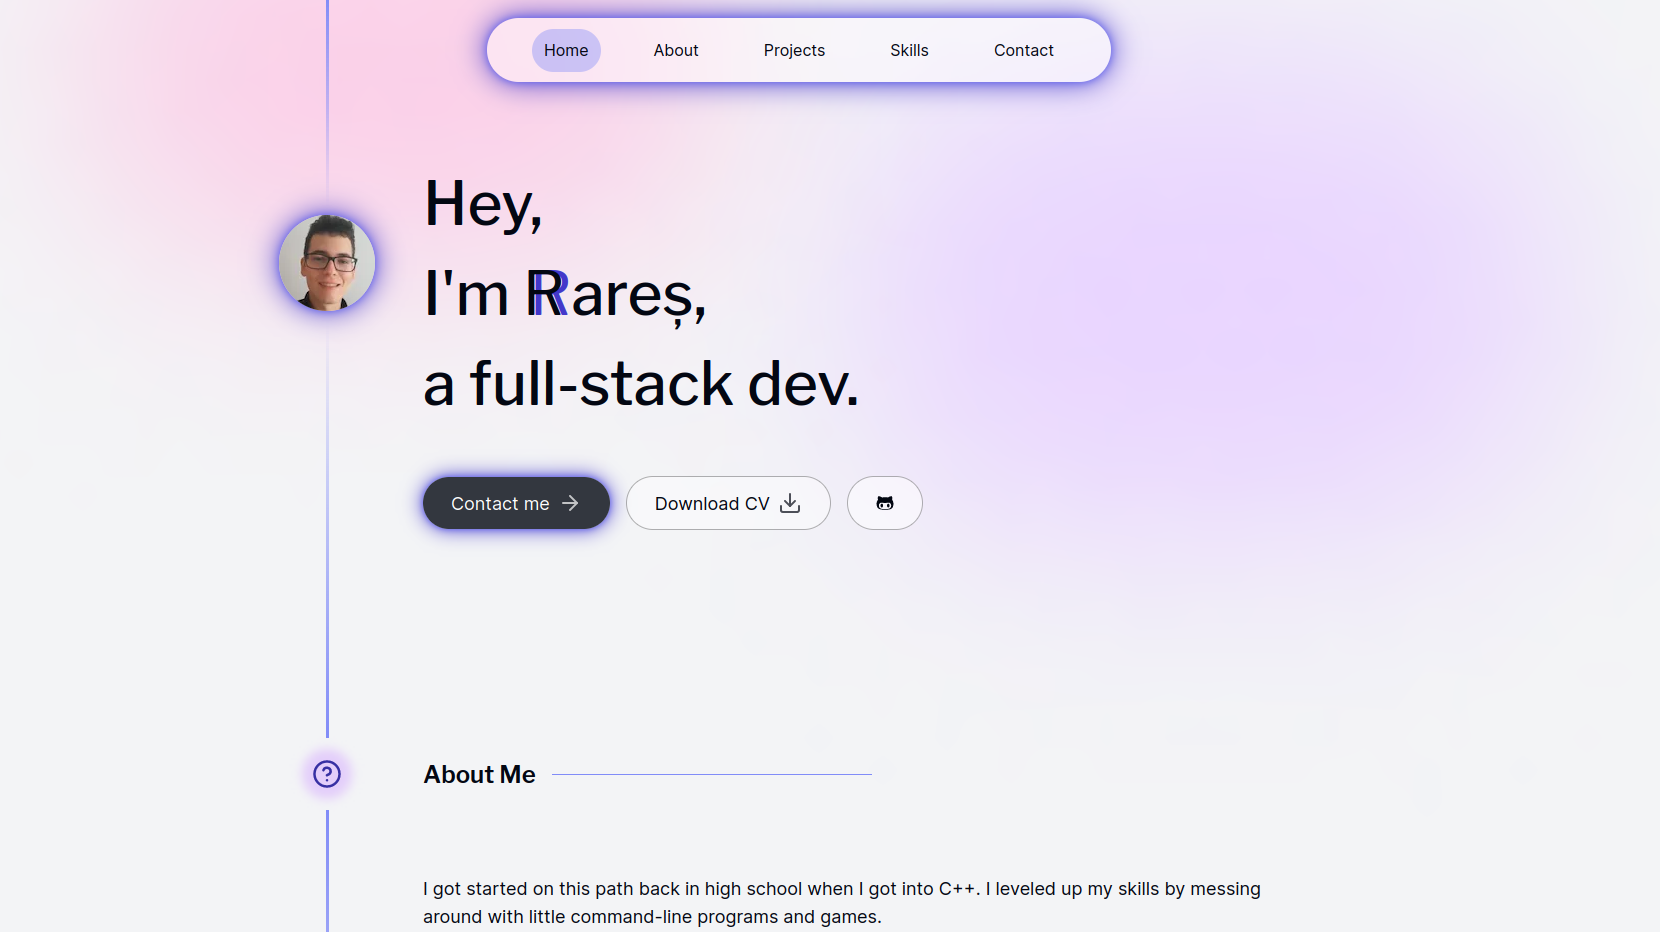 Home About Projects Skills Contact
Hey,
I'm Rareș,
a full-stack dev.
Contact me Download CV
About Me
I got started on this path back in high school when I got into C++. I leveled up my skills by messing
around with little command-line programs and games.